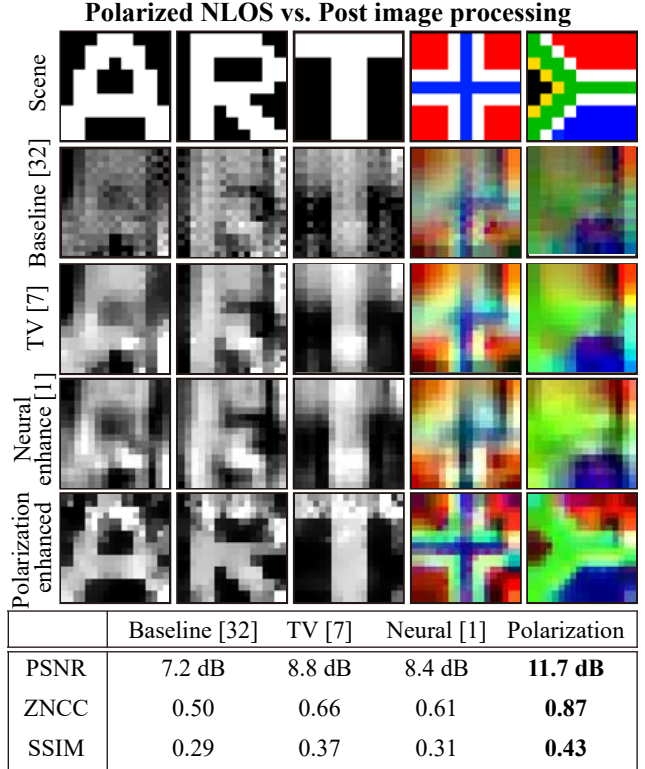 Polarized NLOS vs. Post image processing
Scene
Baseline [32]
TV [7]
Neural
enhance [1]
Polarization
enhanced
Baseline [32] TV [7] Neural [1] Polarization
PSNR 7.2 dB 8.8 dB 8.4 dB 11.7 dB
ZNCC 0.50 0.66 0.61 0.87
SSIM 0.29 0.37 0.31 0.43